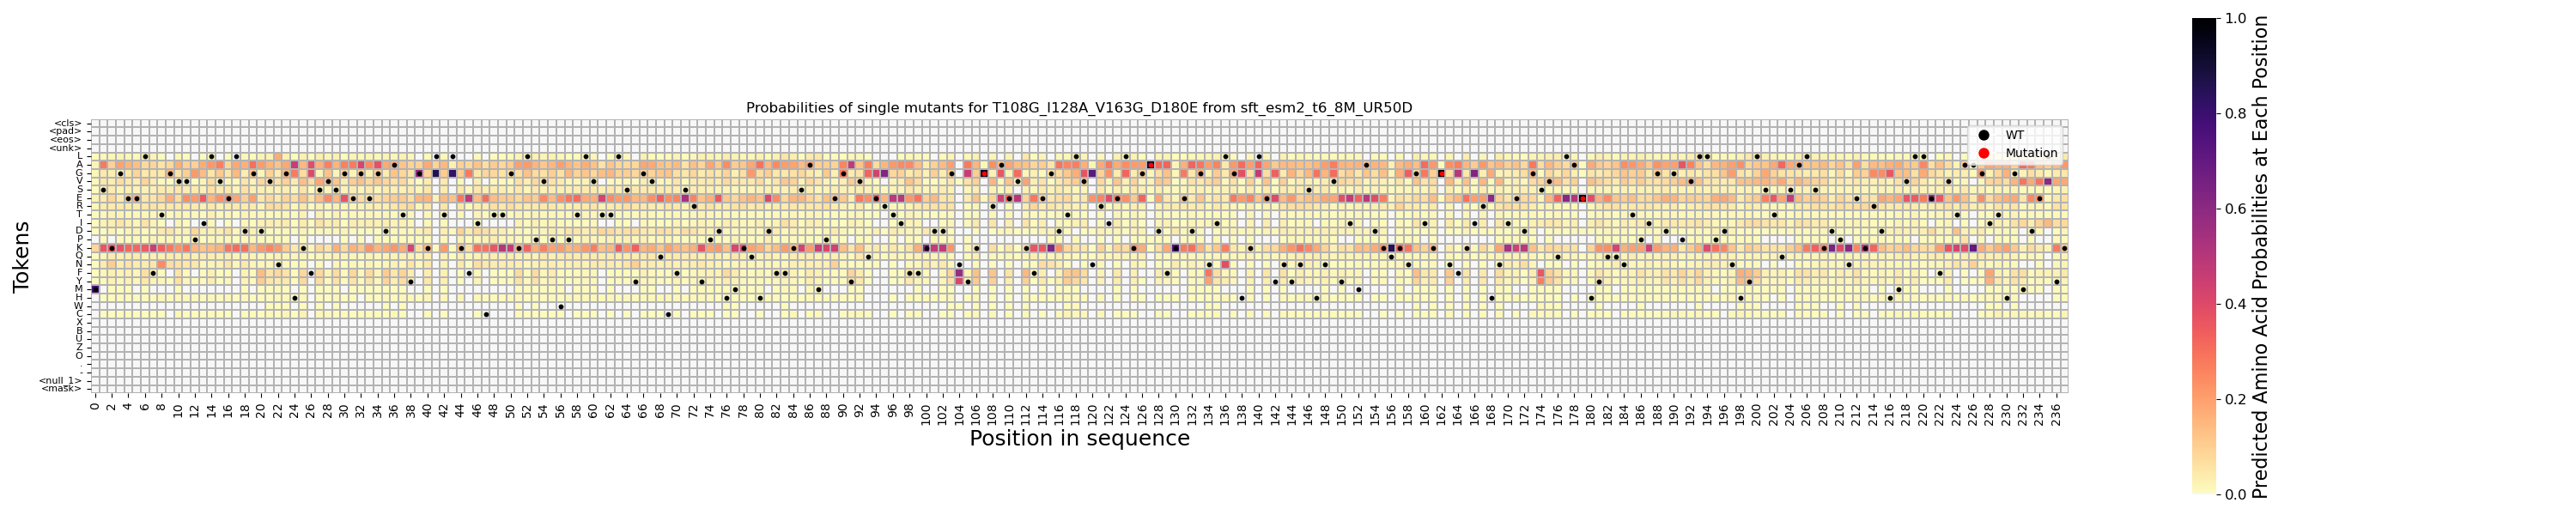 Probabilities of single mutants for T108G_I128A_V163G_D180E from sft_esm2_t6_8M_UR50D
Tokens
<cls>
<pad>
<eos>
<unk>
L
A
G
V
S
E
R
T
I
D
P
K
Q
N
F
Y
M
H
W
C
X
B
U
Z
O
.
-
<null_1>
<mask>
WT
Mutation
0 2 4 6 8 10 12 14 16 18 20 22 24 26 28 30 32 34 36 38 40 42 44 46 48 50 52 54 56 58 60 62 64 66 68 70 72 74 76 78 80 82 84 86 88 90 92 94 96 98 100 102 104 106 108 110 112 114 116 118 120 122 124 126 128 130 132 134 136 138 140 142 144 146 148 150 152 154 156 158 160 162 164 166 168 170 172 174 176 178 180 182 184 186 188 190 192 194 196 198 200 202 204 206 208 210 212 214 216 218 220 222 224 226 228 230 232 234 236
Position in sequence
1.0
0.8
0.6
0.4
0.2
0.0
Predicted Amino Acid Probabilities at Each Position